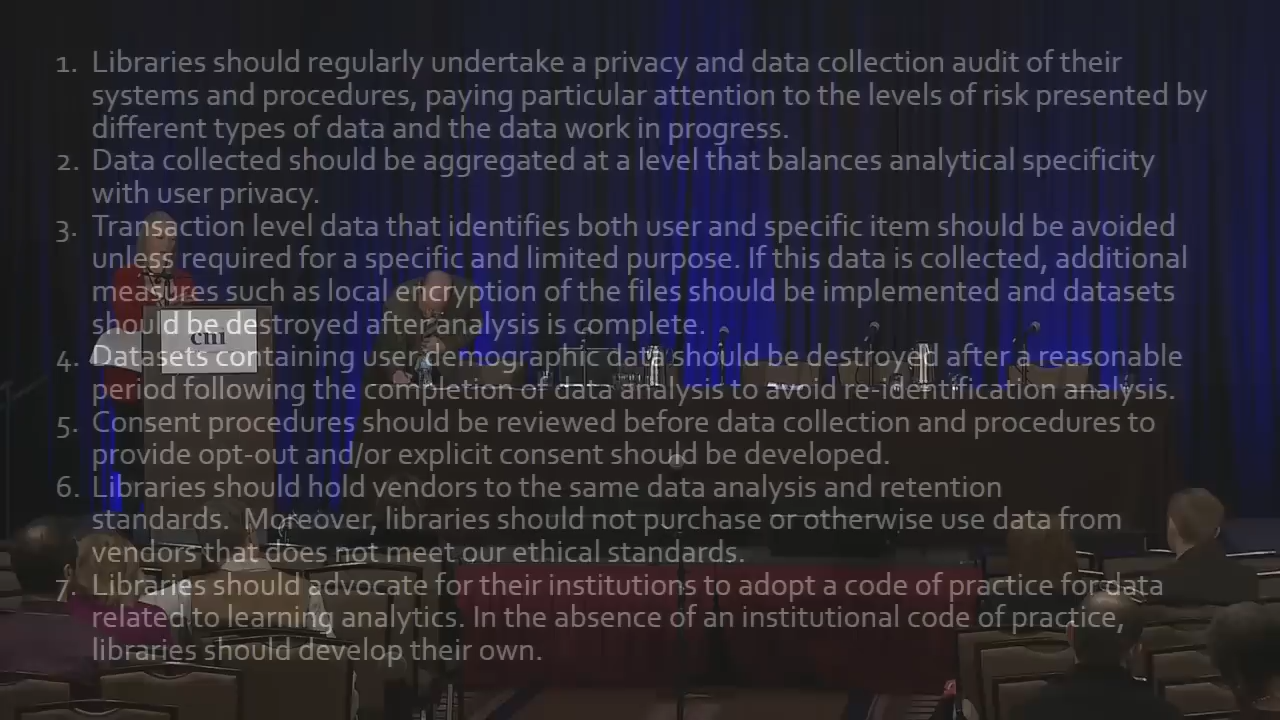 1. Libraries should regularly undertake a privacy and data collection audit of their
systems and procedures, paying particular attention to the levels of risk presented by
different types of data and the data work in progress.
2. Data collected should be aggregated at a level that balances analytical specificity
with user privacy.
3. Transaction level data that identifies both user and specific item should be avoided
unless required for a specific and limited purpose. If this data is collected, additional
measures such as local encryption of the files should be implemented and datasets
should be destroyed after analysis is complete.
cni
4. Datasets containing user demographic data should be destroyed after a reasonable
period following the completion of data analysis to avoid re-identification analysis.
5. Consent procedures should be reviewed before data collection and procedures to
provide opt-out and/or explicit consent should be developed.
6. Libraries should hold vendors to the same data analysis and retention
standards. Moreover, libraries should not purchase or otherwise use data from
vendors that does not meet our ethical standards.
7. Libraries should advocate for their institutions to adopt a code of practice for data
related to learning analytics. In the absence of an institutional code of practice,
libraries should develop their own.